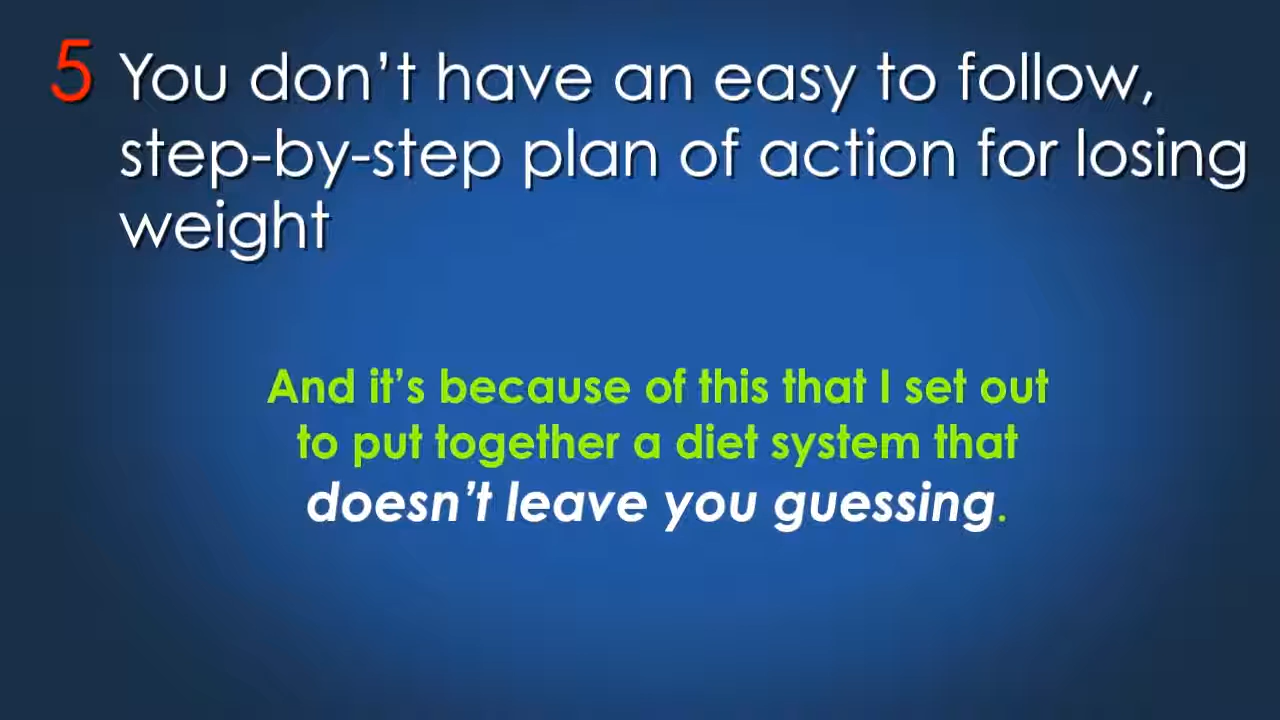 5 You don’t have an easy to follow,
step-by-step plan of action for losing
weight
And it’s because of this that I set out
to put together a diet system that
doesn’t leave you guessing.